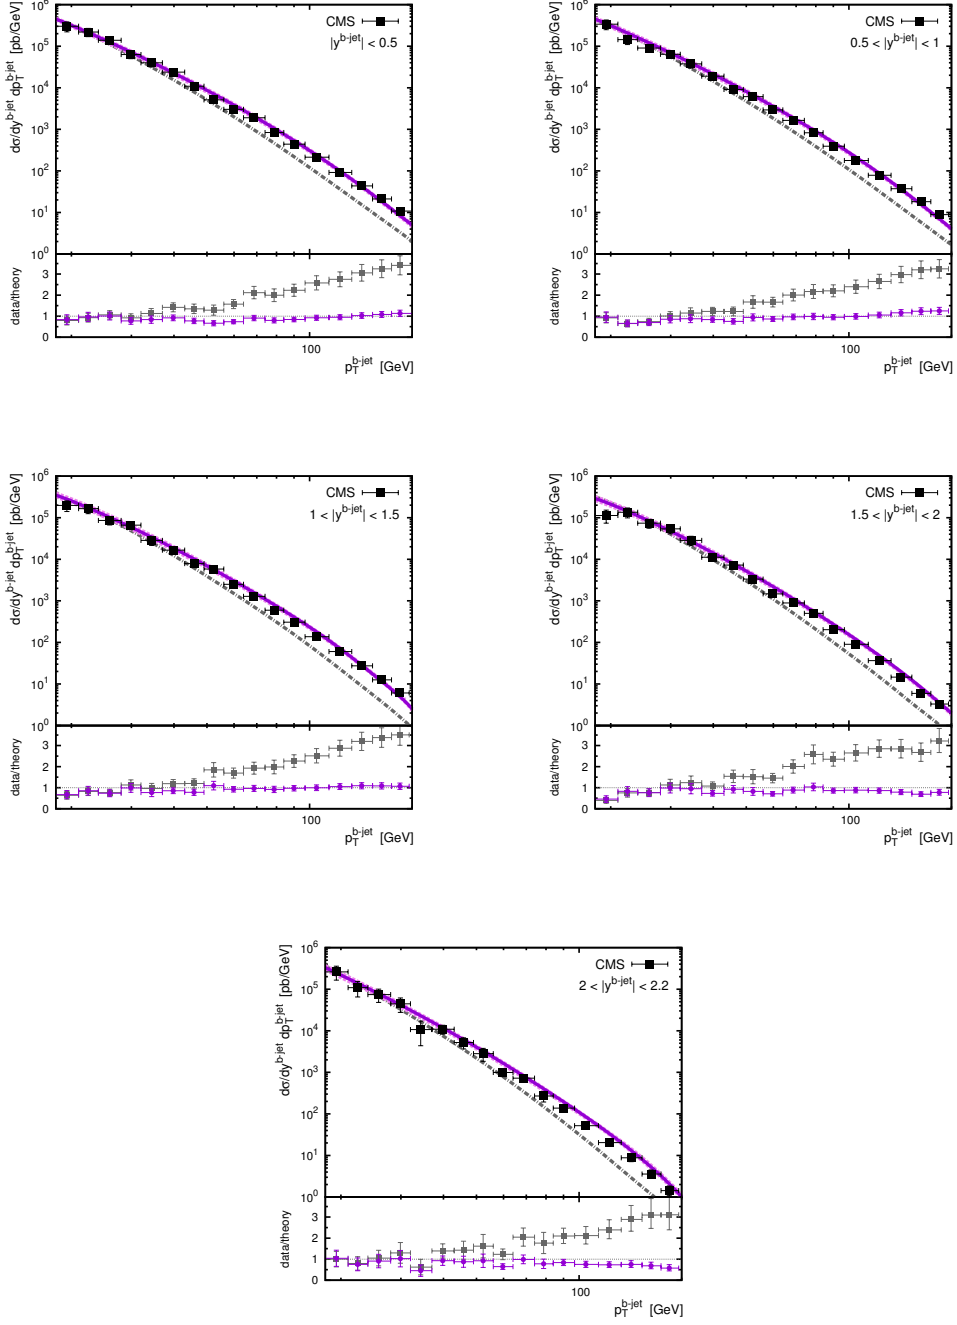 dσ/dy^b-jet dp_T^b-jet [pb/GeV]
10^6
10^5
10^4
10^3
10^2
10^1
10^0
CMS
|y^b-jet| < 0.5
data/theory
3
2
1
0
100
p_T^b-jet [GeV]
dσ/dy^b-jet dp_T^b-jet [pb/GeV]
10^6
10^5
10^4
10^3
10^2
10^1
10^0
CMS
0.5 < |y^b-jet| < 1
data/theory
3
2
1
0
100
p_T^b-jet [GeV]
dσ/dy^b-jet dp_T^b-jet [pb/GeV]
10^6
10^5
10^4
10^3
10^2
10^1
10^0
CMS
1 < |y^b-jet| < 1.5
data/theory
3
2
1
0
100
p_T^b-jet [GeV]
dσ/dy^b-jet dp_T^b-jet [pb/GeV]
10^6
10^5
10^4
10^3
10^2
10^1
10^0
CMS
1.5 < |y^b-jet| < 2
data/theory
3
2
1
0
100
p_T^b-jet [GeV]
dσ/dy^b-jet dp_T^b-jet [pb/GeV]
10^6
10^5
10^4
10^3
10^2
10^1
10^0
CMS
2 < |y^b-jet| < 2.2
data/theory
3
2
1
0
100
p_T^b-jet [GeV]